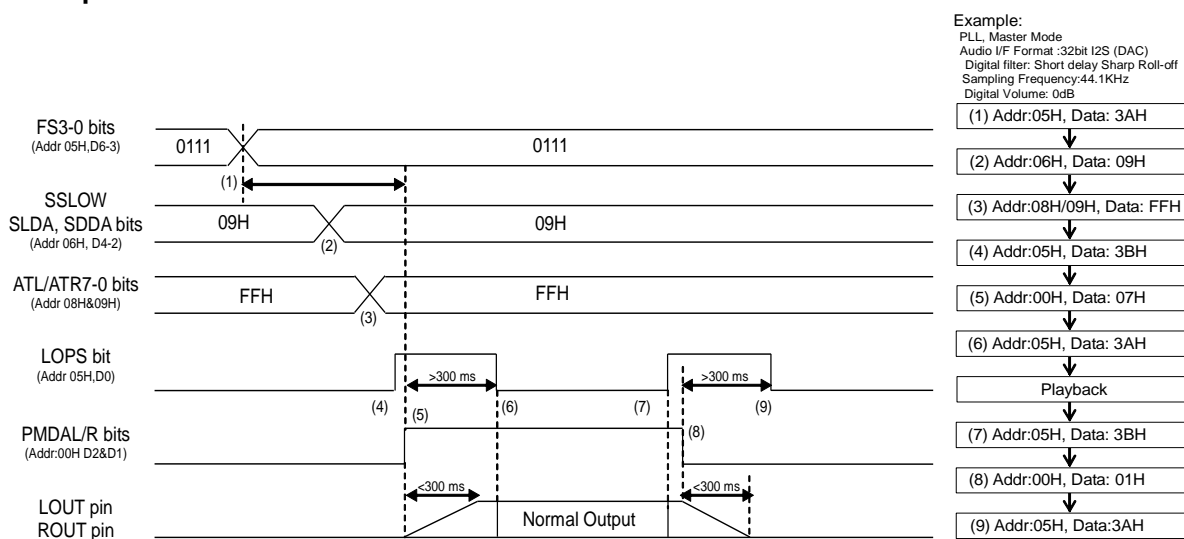 Example:
PLL, Master Mode
Audio I/F Format :32bit I2S (DAC)
Digital filter: Short delay Sharp Roll-off
Sampling Frequency:44.1KHz
Digital Volume: 0dB
FS3-0 bits
(Addr 05H,D6-3)
0111
0111
(1)
SSLOW
SLDA, SDDA bits
(Addr 06H, D4-2)
09H
09H
(2)
ATL/ATR7-0 bits
(Addr 08H&09H)
FFH
FFH
(3)
LOPS bit
(Addr 05H,D0)
>300 ms
>300 ms
(4)
(5)
(6)
(7)
(9)
PMDAL/R bits
(Addr:00H D2&D1)
(8)
<300 ms
<300 ms
LOUT pin
ROUT pin
Normal Output
(1) Addr:05H, Data: 3AH
(2) Addr:06H, Data: 09H
(3) Addr:08H/09H, Data: FFH
(4) Addr:05H, Data: 3BH
(5) Addr:00H, Data: 07H
(6) Addr:05H, Data: 3AH
Playback
(7) Addr:05H, Data: 3BH
(8) Addr:00H, Data: 01H
(9) Addr:05H, Data:3AH